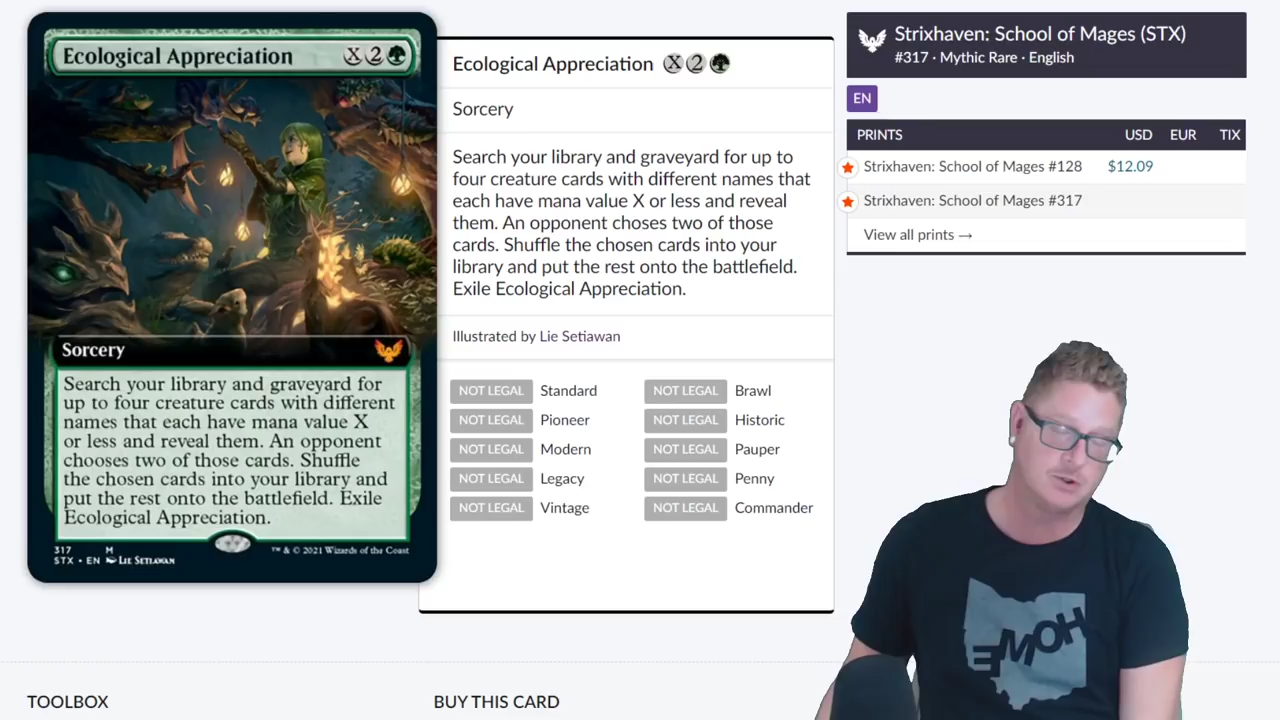 Ecological Appreciation X 2
Search your library and graveyard for
up to four creature cards with different
names that each have mana value X
or less and reveal them. An opponent
chooses two of those cards. Shuffle
the chosen cards into your library and
put the rest onto the battlefield. Exile
Ecological Appreciation.
Sorcery
317 M
STX • EN LIE SETIAWAN
™ & © 2021 Wizards of the Coast
Ecological Appreciation X 2
Sorcery
Search your library and graveyard for up to
four creature cards with different names that
each have mana value X or less and reveal
them. An opponent choses two of those
cards. Shuffle the chosen cards into your
library and put the rest onto the battlefield.
Exile Ecological Appreciation.
Illustrated by Lie Setiawan
NOT LEGAL Standard NOT LEGAL Brawl
NOT LEGAL Pioneer NOT LEGAL Historic
NOT LEGAL Modern NOT LEGAL Pauper
NOT LEGAL Legacy NOT LEGAL Penny
NOT LEGAL Vintage NOT LEGAL Commander
Strixhaven: School of Mages (STX)
#317 · Mythic Rare · English
EN
PRINTS USD EUR TIX
Strixhaven: School of Mages #128 $12.09
Strixhaven: School of Mages #317
View all prints →
HOME
TOOLBOX
BUY THIS CARD